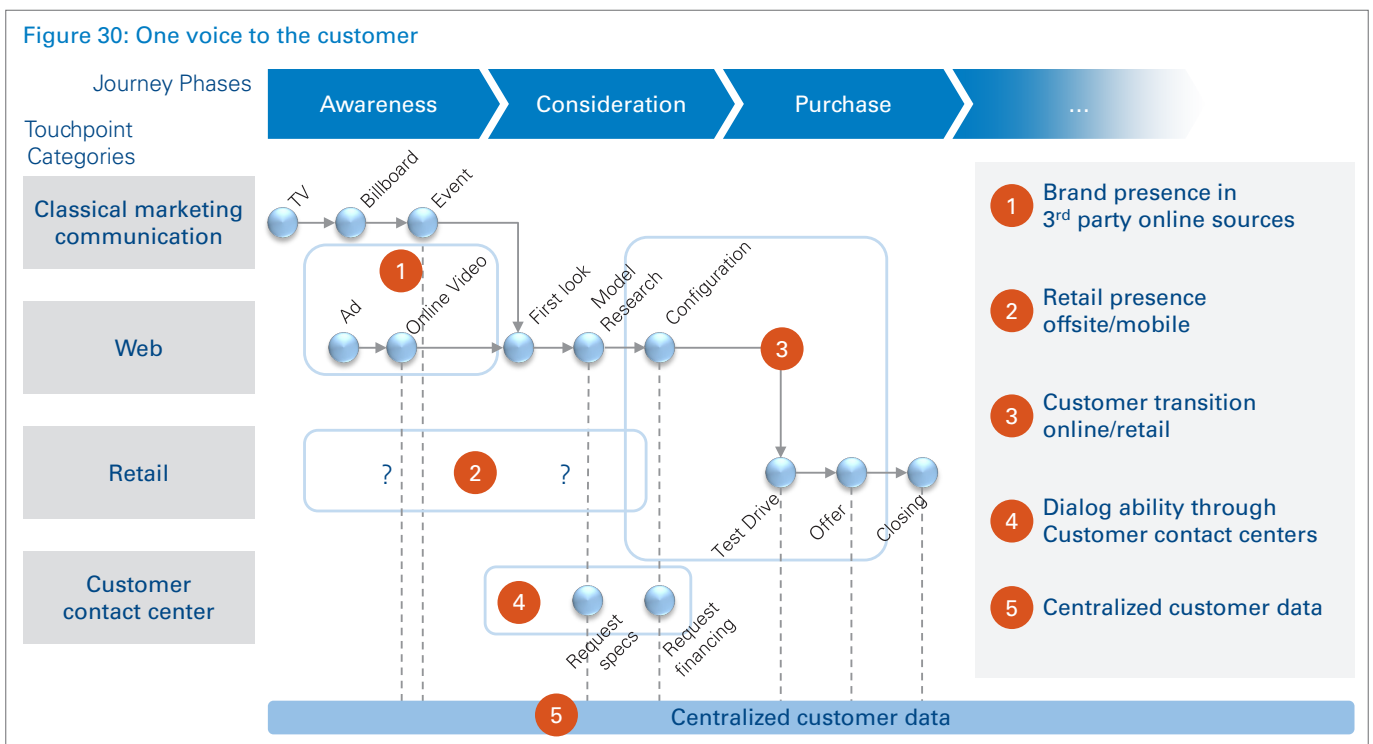 Figure 30: One voice to the customer
Journey Phases
Awareness
Consideration
Purchase
...
Touchpoint
Categories
Classical marketing
communication
TV
Billboard
Event
1
Brand presence in
3rd party online sources
Web
Ad
1
Online Video
First look
Model
Research
Configuration
3
2
Retail presence
offsite/mobile
Retail
?
2
?
Test Drive
Offer
Closing
3
Customer transition
online/retail
Customer
contact center
4
Request
specs
Request
financing
4
Dialog ability through
Customer contact centers
5
Centralized customer data
5
Centralized customer data